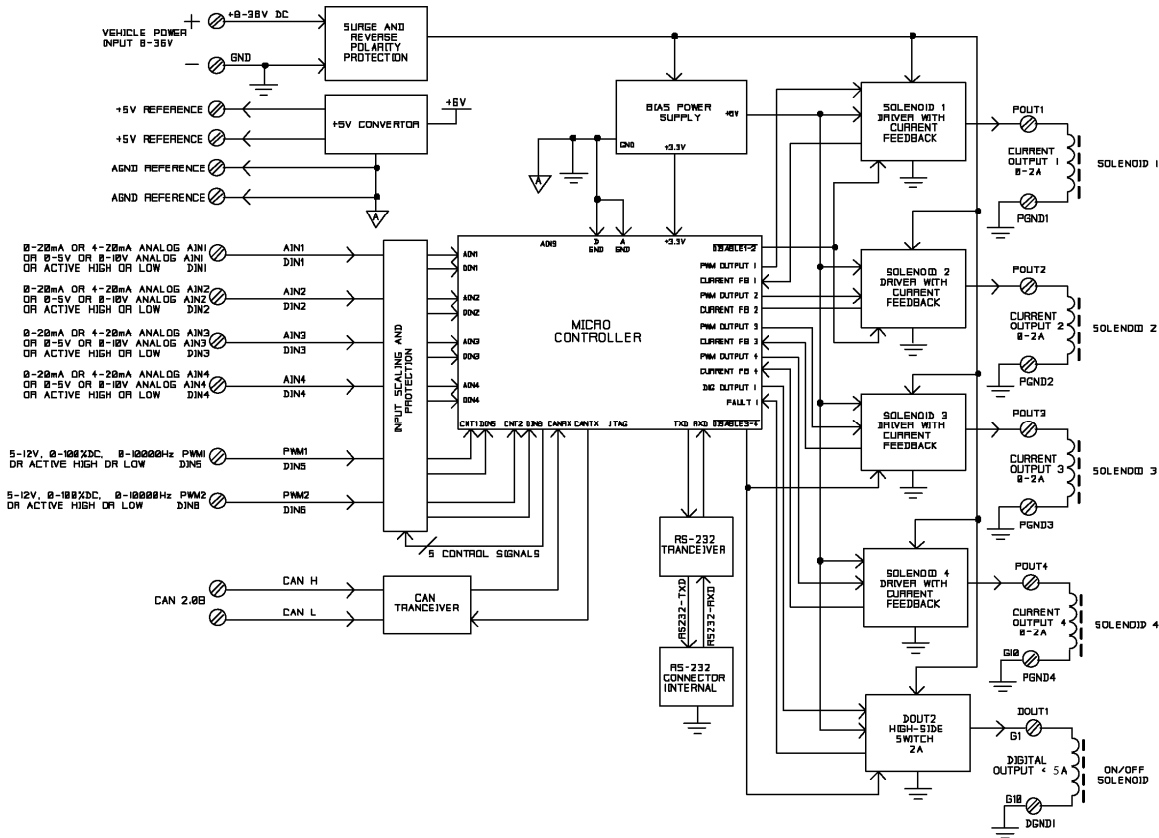 +8-36V DC
VEHICLE POWER
INPUT 8-36V
+
−
GND
SURGE AND
REVERSE
POLARITY
PROTECTION
+5V REFERENCE
+5V REFERENCE
AGND REFERENCE
AGND REFERENCE
+5V CONVERTOR
+6V
A
BIAS POWER
SUPPLY
+6V
GND
+3.3V
A
0-20mA OR 4-20mA ANALOG AIN1
OR 0-5V OR 0-10V ANALOG AIN1
OR ACTIVE HIGH OR LOW DIN1
AIN1
DIN1
0-20mA OR 4-20mA ANALOG AIN2
OR 0-5V OR 0-10V ANALOG AIN2
OR ACTIVE HIGH OR LOW DIN2
AIN2
DIN2
0-20mA OR 4-20mA ANALOG AIN3
OR 0-5V OR 0-10V ANALOG AIN3
OR ACTIVE HIGH OR LOW DIN3
AIN3
DIN3
0-20mA OR 4-20mA ANALOG AIN4
OR 0-5V OR 0-10V ANALOG AIN4
OR ACTIVE HIGH OR LOW DIN4
AIN4
DIN4
5-12V, 0-100%DC, 0-10000Hz PWM1
OR ACTIVE HIGH OR LOW DIN5
PWM1
DIN5
5-12V, 0-100%DC, 0-10000Hz PWM2
OR ACTIVE HIGH OR LOW DIN6
PWM2
DIN6
INPUT SCALING AND
PROTECTION
5 CONTROL SIGNALS
CAN 2.0B
CAN H
CAN L
CAN
TRANCEIVER
MICRO
CONTROLLER
D
GND
A
GND
+3.3V
DISABLE1-2
PWM OUTPUT 1
CURRENT FB 1
PWM OUTPUT 2
CURRENT FB 2
PWM OUTPUT 3
CURRENT FB 3
PWM OUTPUT 4
CURRENT FB 4
DIG OUTPUT 1
FAULT 1
CNT1 DIN5 CNT2 DIN6 CANRX CANTX JTAG TXD RXD DISABLE3-4
RS-232
TRANCEIVER
RS232-TXD
RS232-RXD
RS-232
CONNECTOR
INTERNAL
SOLENOID 1
DRIVER WITH
CURRENT
FEEDBACK
POUT1
CURRENT
OUTPUT 1
0-2A
PGND1
SOLENOID 1
SOLENOID 2
DRIVER WITH
CURRENT
FEEDBACK
POUT2
CURRENT
OUTPUT 2
0-2A
PGND2
SOLENOID 2
SOLENOID 3
DRIVER WITH
CURRENT
FEEDBACK
POUT3
CURRENT
OUTPUT 3
0-2A
PGND3
SOLENOID 3
SOLENOID 4
DRIVER WITH
CURRENT
FEEDBACK
POUT4
CURRENT
OUTPUT 4
0-2A
G10
PGND4
SOLENOID 4
DOUT2
HIGH-SIDE
SWITCH
2A
DOUT1
G1
DIGITAL
OUTPUT < 5A
G10
DGND1
ON/OFF
SOLENOID